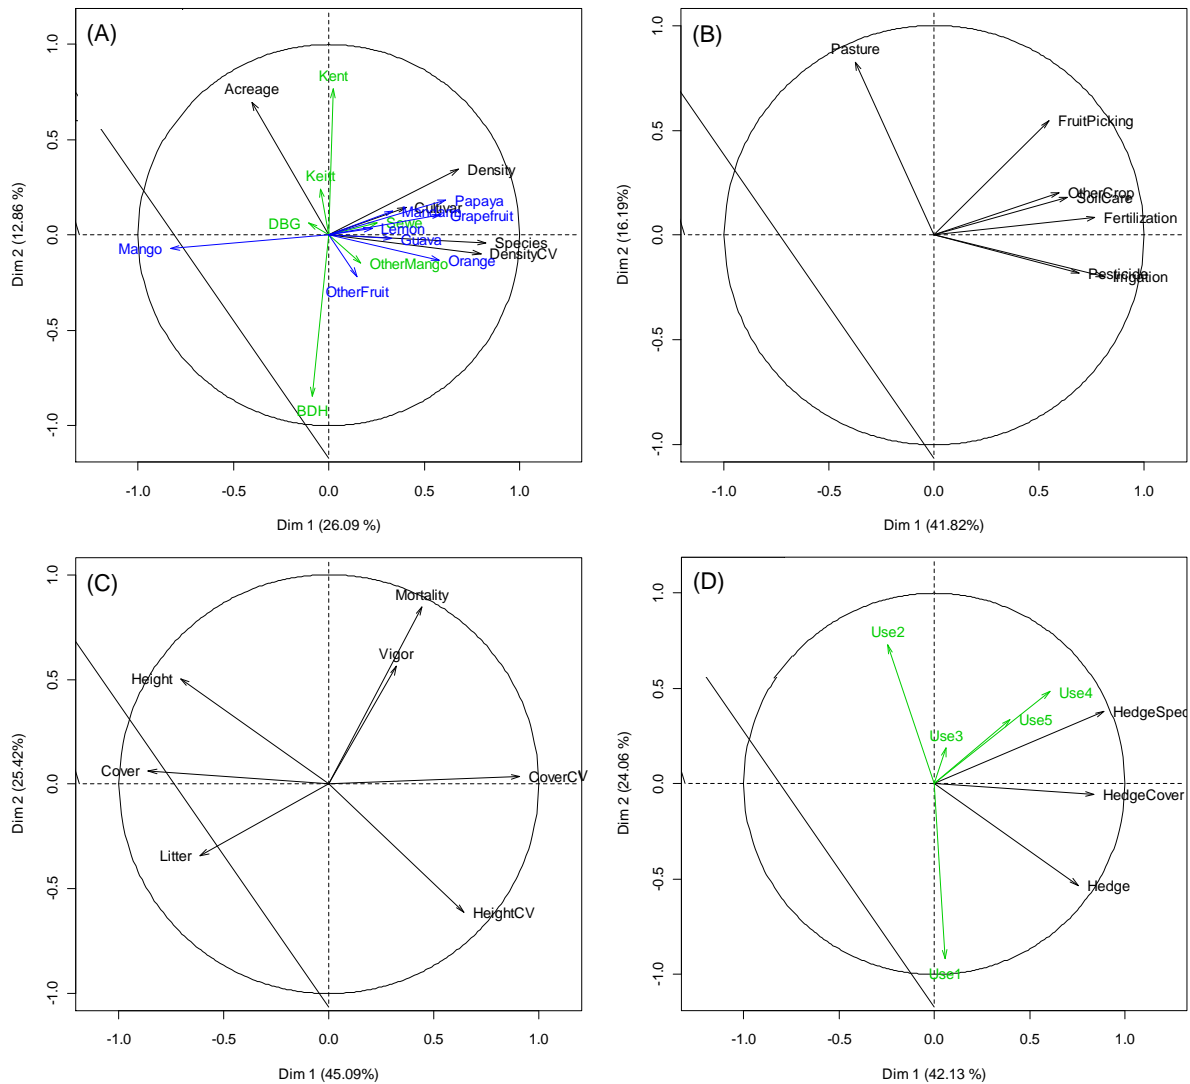 (A)
Kent
Acreage
Density
Keitt
Cultivar
Papaya
Mandarin
Grapefruit
DBG
Sewe
Lemon
Guava
Species
Mango
DensityCV
OtherMango
Orange
OtherFruit
BDH
1.0
0.5
0.0
-0.5
-1.0
Dim 2 (12.86 %)
-1.0 -0.5 0.0 0.5 1.0
Dim 1 (26.09 %)
(B)
Pasture
FruitPicking
OtherCrop
SoilCare
Fertilization
Pesticide
Irrigation
1.0
0.5
0.0
-0.5
-1.0
Dim 2 (16.19%)
-1.0 -0.5 0.0 0.5 1.0
Dim 1 (41.82%)
(C)
Mortality
Vigor
Height
Cover
CoverCV
Litter
HeightCV
1.0
0.5
0.0
-0.5
-1.0
Dim 2 (25.42%)
-1.0 -0.5 0.0 0.5 1.0
Dim 1 (45.09%)
(D)
Use2
Use4
HedgeSpec
Use5
Use3
HedgeCover
Hedge
Use1
1.0
0.5
0.0
-0.5
-1.0
Dim 2 (24.06 %)
-1.0 -0.5 0.0 0.5 1.0
Dim 1 (42.13 %)